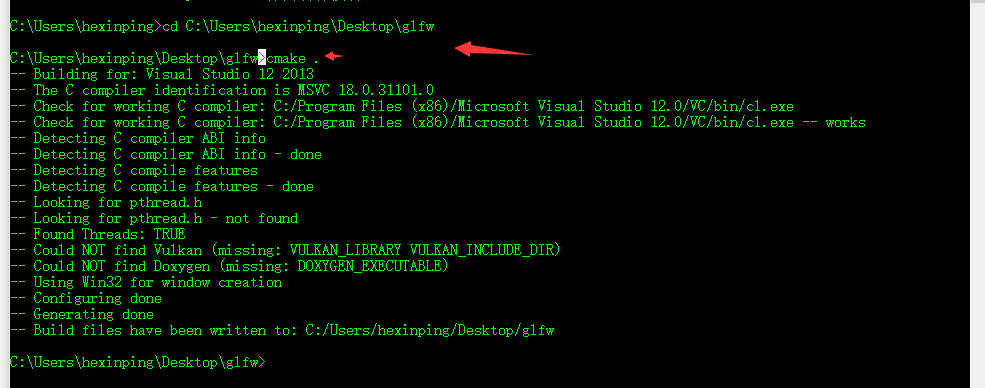 C:\Users\hexinping>cd C:\Users\hexinping\Desktop\glfw
C:\Users\hexinping\Desktop\glfw>cmake .
-- Building for: Visual Studio 12 2013
-- The C compiler identification is MSVC 18.0.31101.0
-- Check for working C compiler: C:/Program Files (x86)/Microsoft Visual Studio 12.0/VC/bin/cl.exe
-- Check for working C compiler: C:/Program Files (x86)/Microsoft Visual Studio 12.0/VC/bin/cl.exe -- works
-- Detecting C compiler ABI info
-- Detecting C compiler ABI info - done
-- Detecting C compile features
-- Detecting C compile features - done
-- Looking for pthread.h
-- Looking for pthread.h - not found
-- Found Threads: TRUE
-- Could NOT find Vulkan (missing: VULKAN_LIBRARY VULKAN_INCLUDE_DIR)
-- Could NOT find Doxygen (missing: DOXYGEN_EXECUTABLE)
-- Using Win32 for window creation
-- Configuring done
-- Generating done
-- Build files have been written to: C:/Users/hexinping/Desktop/glfw
C:\Users\hexinping\Desktop\glfw>